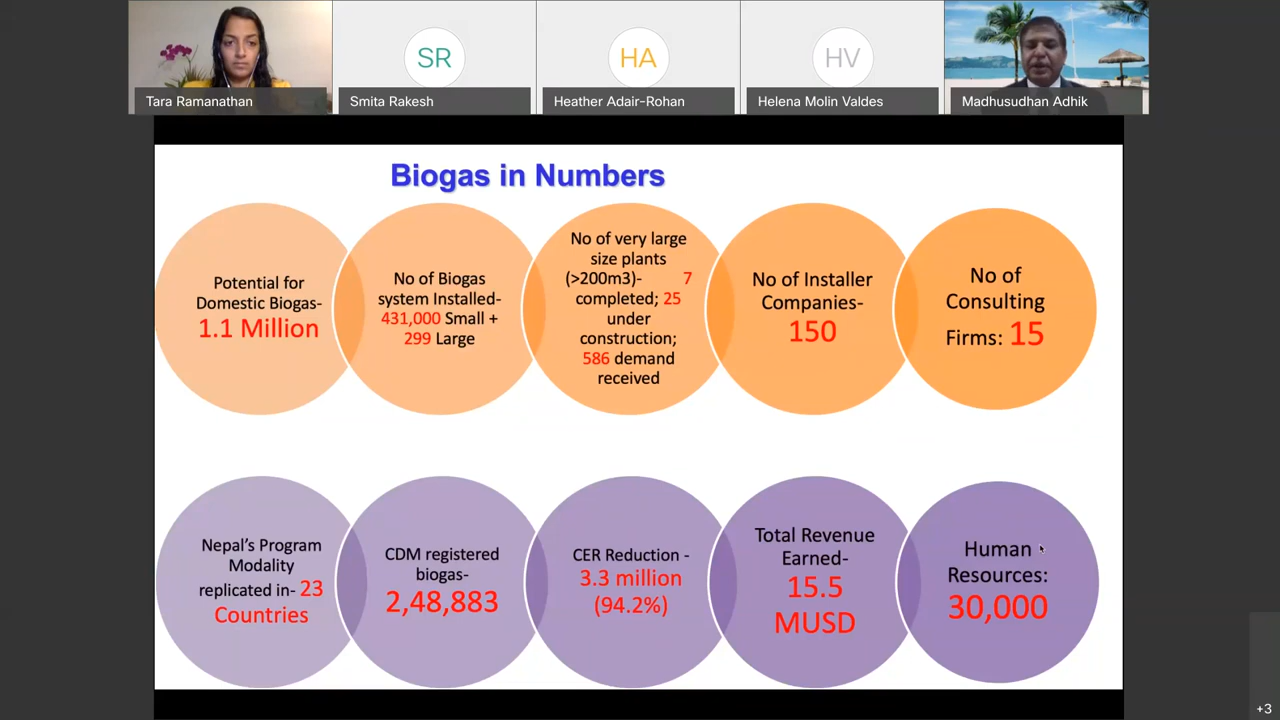 Tara Ramanathan
SR
Smita Rakesh
HA
Heather Adair-Rohan
HV
Helena Molin Valdes
Madhusudhan Adhik
Biogas in Numbers
Potential for
Domestic Biogas-
1.1 Million
No of Biogas
system Installed-
431,000 Small +
299 Large
No of very large
size plants
(>200m3)- 7
completed; 25
under
construction;
586 demand
received
No of Installer
Companies-
150
No of
Consulting
Firms: 15
Nepal's Program
Modality
replicated in- 23
Countries
CDM registered
biogas-
2,48,883
CER Reduction -
3.3 million
(94.2%)
Total Revenue
Earned-
15.5
MUSD
Human
Resources:
30,000
+3